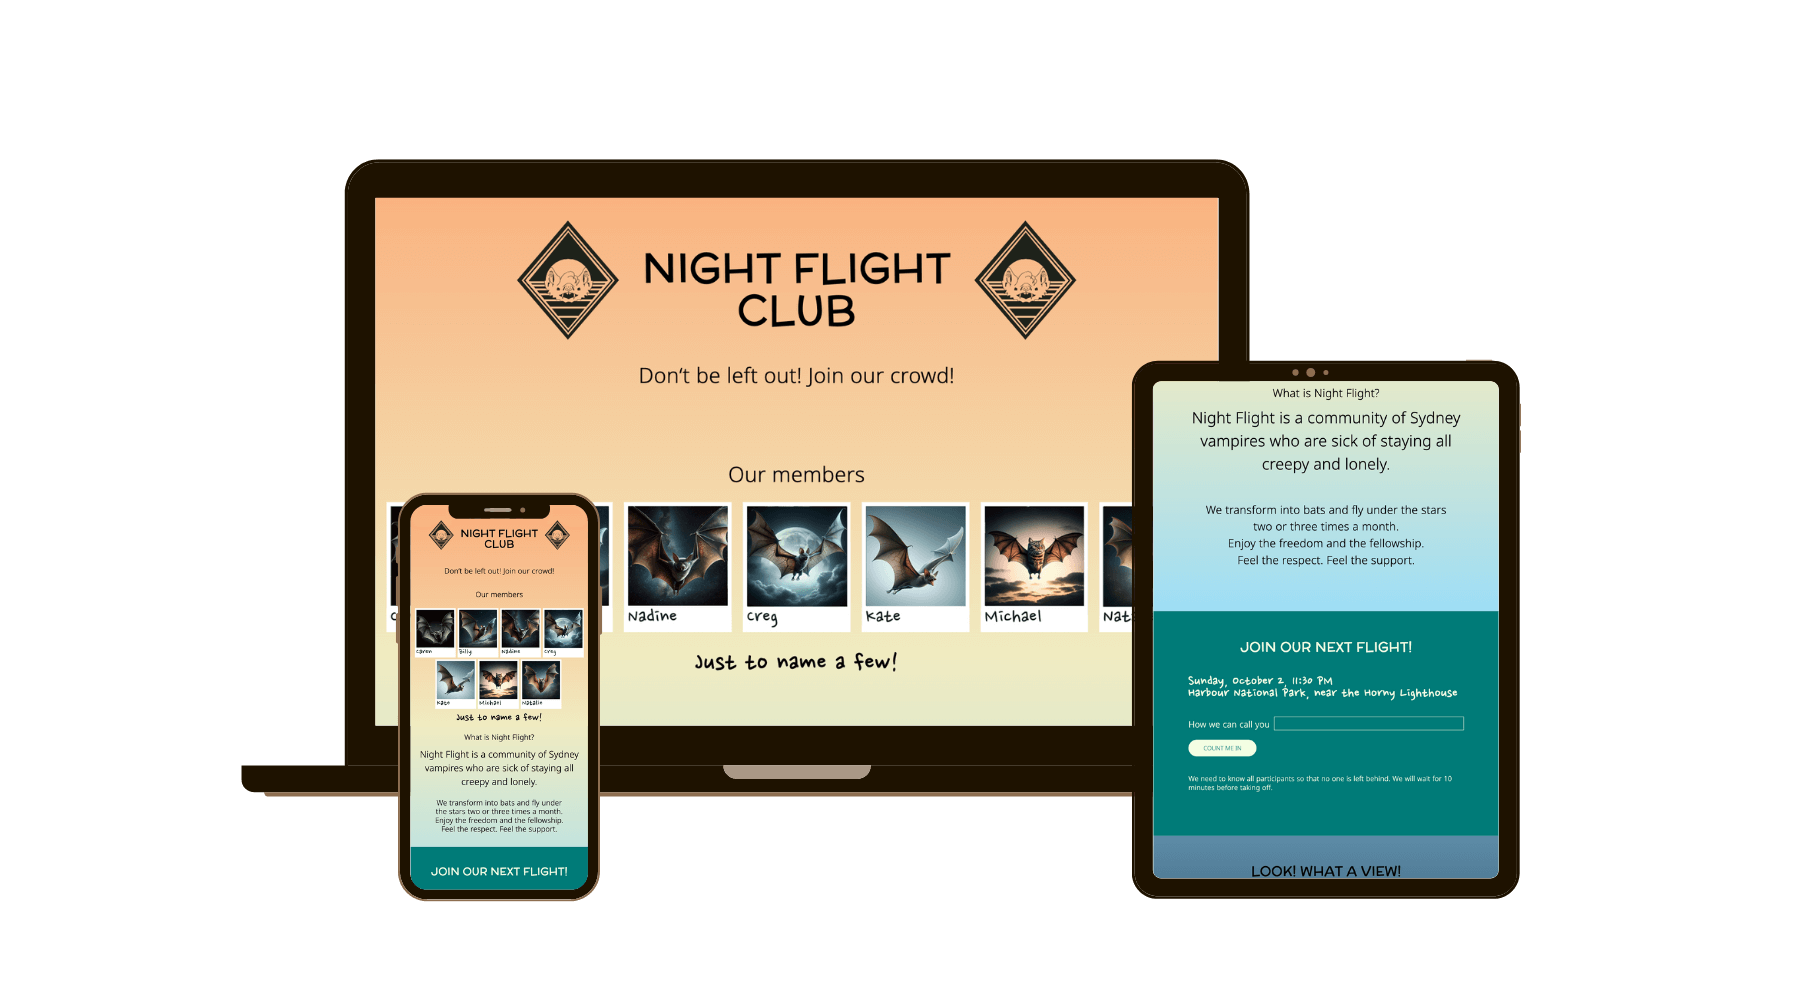 NIGHT FLIGHT
CLUB
Don't be left out! Join our crowd!
Our members
Nadine
Creg
Kate
Michael
Nat
Just to name a few!
NIGHT FLIGHT
CLUB
Don't be left out! Join our crowd!
Our members
Caren
Billy
Nadine
Creg
Kate
Michael
Natalie
Just to name a few!
What is Night Flight?
Night Flight is a community of Sydney
vampires who are sick of staying all
creepy and lonely.
We transform into bats and fly under
the stars two or three times a month.
Enjoy the freedom and the fellowship.
Feel the respect. Feel the support.
JOIN OUR NEXT FLIGHT!
What is Night Flight?
Night Flight is a community of Sydney
vampires who are sick of staying all
creepy and lonely.
We transform into bats and fly under the stars
two or three times a month.
Enjoy the freedom and the fellowship.
Feel the respect. Feel the support.
JOIN OUR NEXT FLIGHT!
Sunday, October 2, 11:30 PM
Harbour National Park, near the Horny Lighthouse
How we can call you
COUNT ME IN
We need to know all participants so that no one is left behind. We will wait for 10
minutes before taking off.
LOOK! WHAT A VIEW!